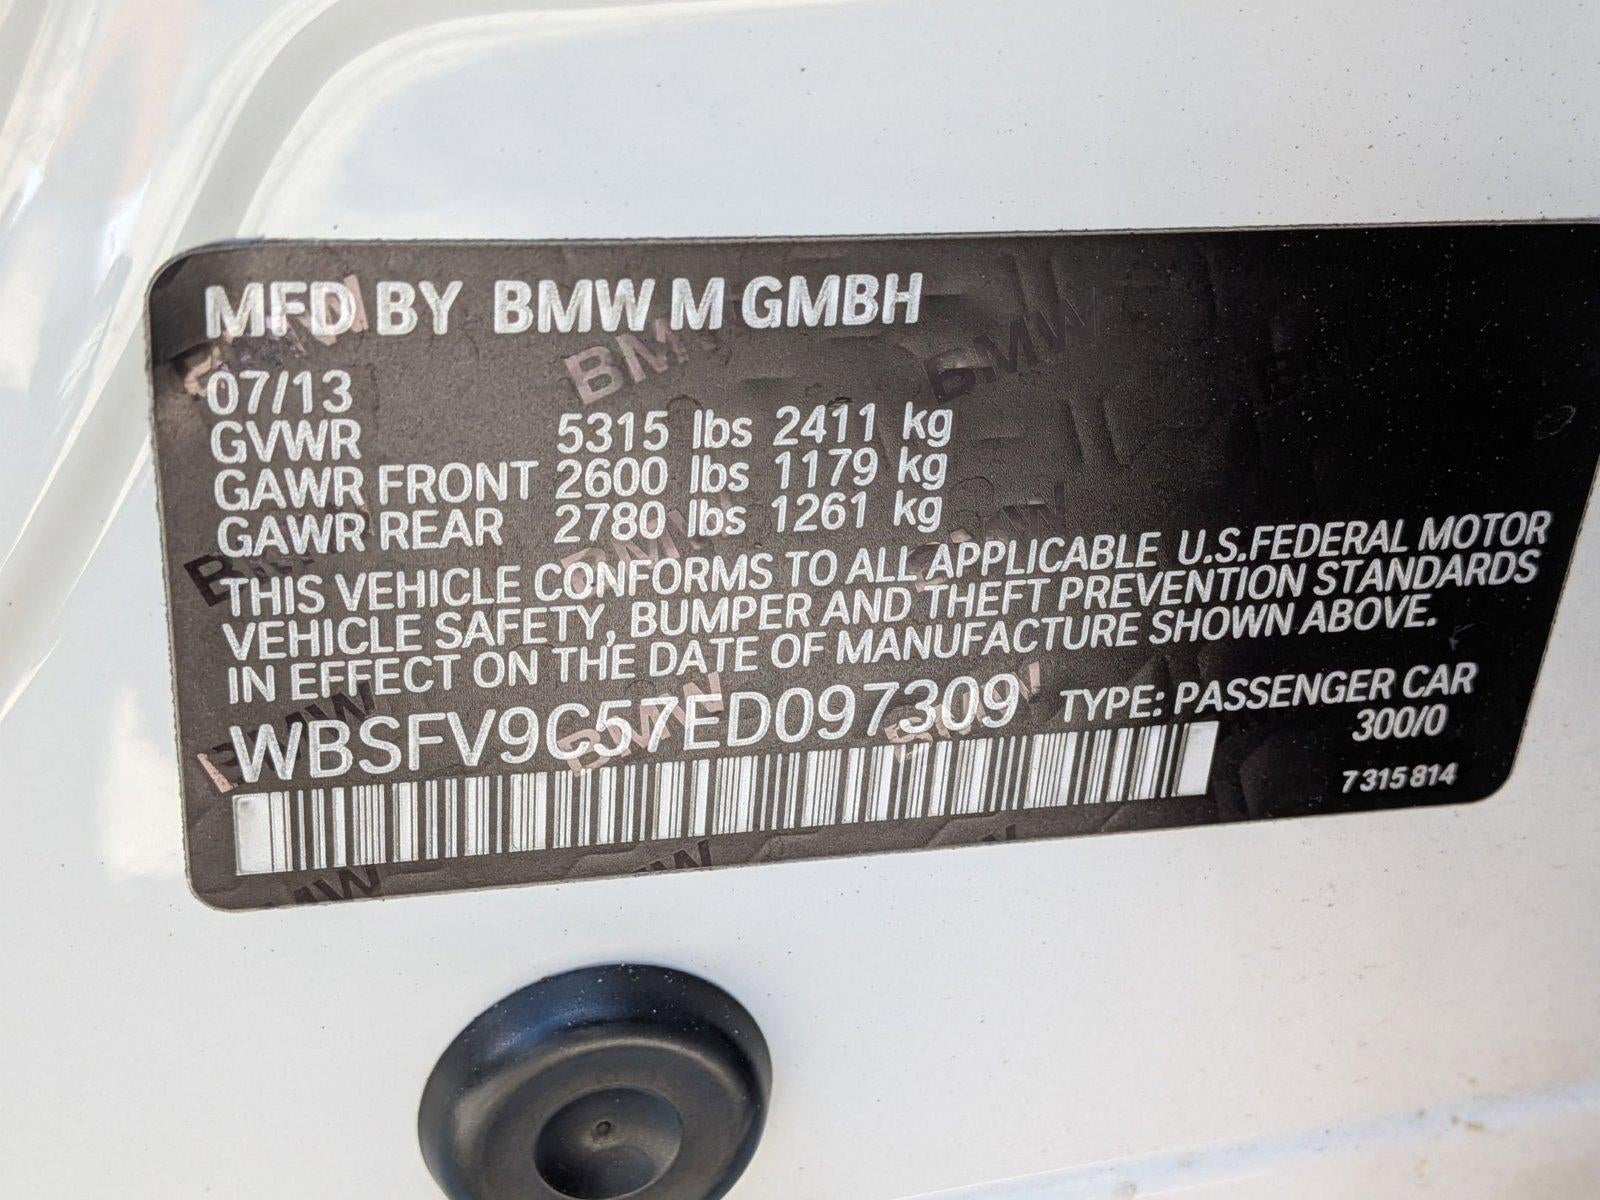 MFD BY BMW M GMBH
07/13
GVWR 5315 lbs 2411 kg
GAWR FRONT 2600 lbs 1179 kg
GAWR REAR 2780 lbs 1261 kg
THIS VEHICLE CONFORMS TO ALL APPLICABLE U.S.FEDERAL MOTOR
VEHICLE SAFETY, BUMPER AND THEFT PREVENTION STANDARDS
IN EFFECT ON THE DATE OF MANUFACTURE SHOWN ABOVE.
WBSFV9C57ED097309 TYPE: PASSENGER CAR
300/0
7 315 814